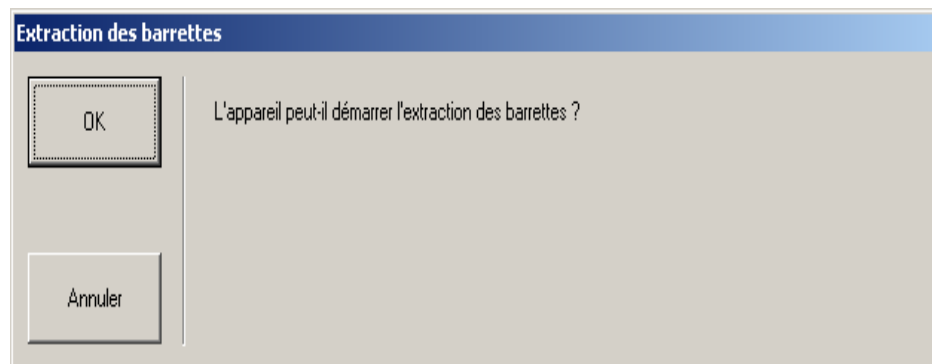 Extraction des barrettes
OK
L'appareil peut-il démarrer l'extraction des barrettes ?
Annuler